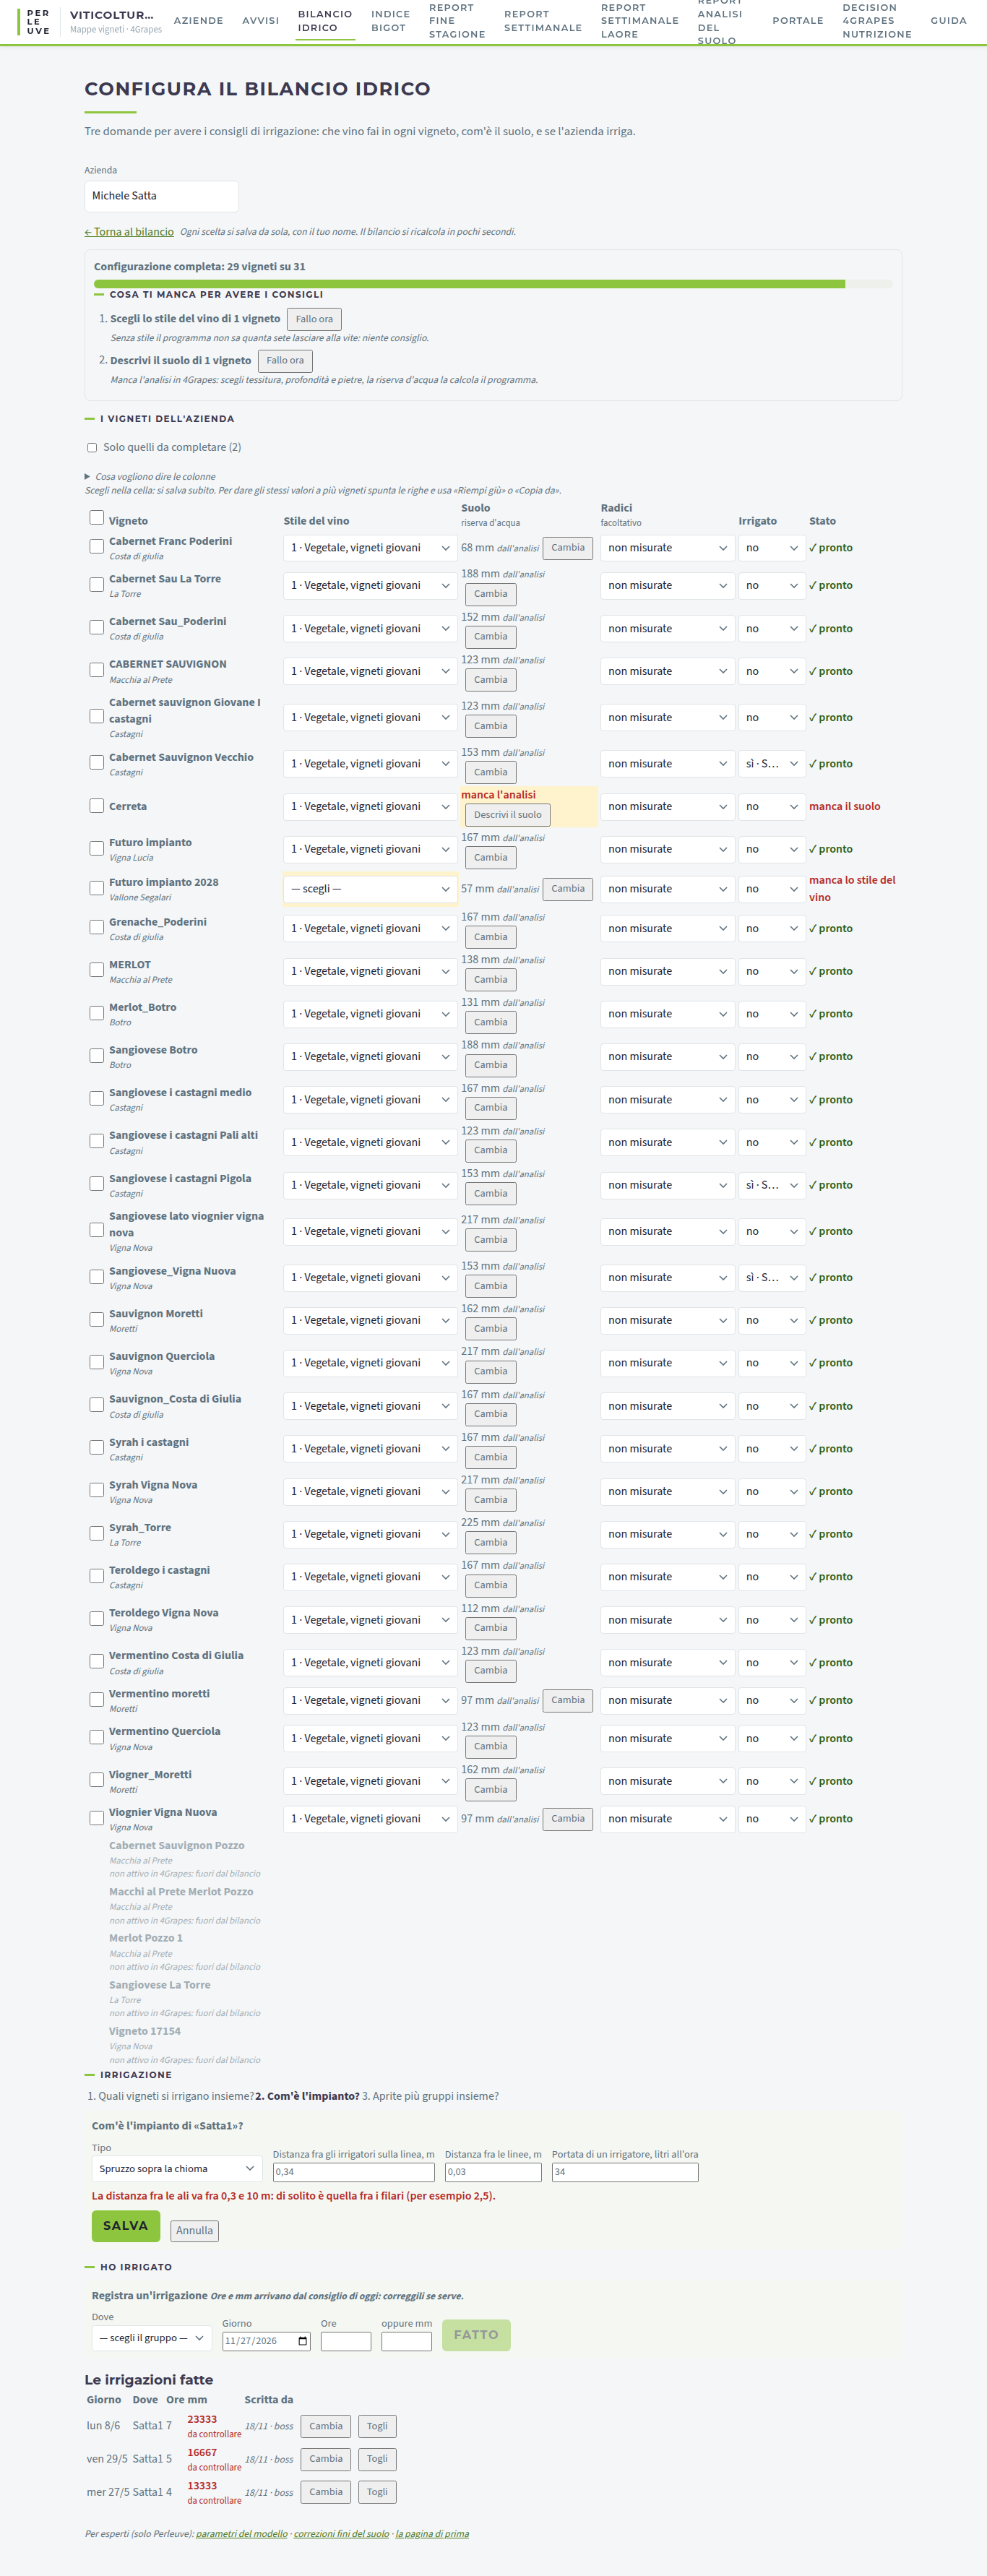 PER
LE
UVE
VITICOLTUR...
Mappe vigneti · 4Grapes
AZIENDE
AVVISI
BILANCIO
IDRICO
INDICE
BIGOT
REPORT
FINE
STAGIONE
REPORT
SETTIMANALE
REPORT
SETTIMANALE
LAORE
REPORT
ANALISI
DEL
SUOLO
PORTALE
DECISION
4GRAPES
NUTRIZIONE
GUIDA
CONFIGURA IL BILANCIO IDRICO
Tre domande per avere i consigli di irrigazione: che vino fai in ogni vigneto, com'è il suolo, e se l'azienda irriga.
Azienda
Michele Satta
← Torna al bilancio Ogni scelta si salva da sola, con il tuo nome. Il bilancio si ricalcola in pochi secondi.
Configurazione completa: 29 vigneti su 31
COSA TI MANCA PER AVERE I CONSIGLI
1. Scegli lo stile del vino di 1 vigneto Fallo ora
Senza stile il programma non sa quanta sete lasciare alla vite: niente consiglio.
2. Descrivi il suolo di 1 vigneto Fallo ora
Manca l'analisi in 4Grapes: scegli tessitura, profondità e pietre, la riserva d'acqua la calcola il programma.
I VIGNETI DELL'AZIENDA
Solo quelli da completare (2)
Cosa vogliono dire le colonne
Scegli nella cella: si salva subito. Per dare gli stessi valori a più vigneti spunta le righe e usa «Riempi giù» o «Copia da».
Vigneto Stile del vino Suolo riserva d'acqua Radici facoltativo Irrigato Stato
Cabernet Franc Poderini 1 · Vegetale, vigneti giovani 68 mm dall'analisi Cambia non misurate no ✓ pronto
Costa di giulia
Cabernet Sau La Torre 1 · Vegetale, vigneti giovani 188 mm dall'analisi Cambia non misurate no ✓ pronto
La Torre
Cabernet Sau_Poderini 1 · Vegetale, vigneti giovani 152 mm dall'analisi Cambia non misurate no ✓ pronto
Costa di giulia
CABERNET SAUVIGNON 1 · Vegetale, vigneti giovani 123 mm dall'analisi Cambia non misurate no ✓ pronto
Macchia al Prete
Cabernet sauvignon Giovane I castagni 1 · Vegetale, vigneti giovani 123 mm dall'analisi Cambia non misurate no ✓ pronto
Castagni
Cabernet Sauvignon Vecchio 1 · Vegetale, vigneti giovani 153 mm dall'analisi Cambia non misurate sì · S... ✓ pronto
Castagni
Cerreta 1 · Vegetale, vigneti giovani manca l'analisi Descrivi il suolo non misurate no manca il suolo
Futuro impianto 1 · Vegetale, vigneti giovani 167 mm dall'analisi Cambia non misurate no ✓ pronto
Vigna Lucia
Futuro impianto 2028 — scegli — 57 mm dall'analisi Cambia non misurate no manca lo stile del vino
Vallone Segalari
Grenache_Poderini 1 · Vegetale, vigneti giovani 167 mm dall'analisi Cambia non misurate no ✓ pronto
Costa di giulia
MERLOT 1 · Vegetale, vigneti giovani 138 mm dall'analisi Cambia non misurate no ✓ pronto
Macchia al Prete
Merlot_Botro 1 · Vegetale, vigneti giovani 131 mm dall'analisi Cambia non misurate no ✓ pronto
Botro
Sangiovese Botro 1 · Vegetale, vigneti giovani 188 mm dall'analisi Cambia non misurate no ✓ pronto
Botro
Sangiovese i castagni medio 1 · Vegetale, vigneti giovani 167 mm dall'analisi Cambia non misurate no ✓ pronto
Castagni
Sangiovese i castagni Pali alti 1 · Vegetale, vigneti giovani 123 mm dall'analisi Cambia non misurate no ✓ pronto
Castagni
Sangiovese i castagni Pigola 1 · Vegetale, vigneti giovani 153 mm dall'analisi Cambia non misurate sì · S... ✓ pronto
Castagni
Sangiovese lato viognier vigna nova 1 · Vegetale, vigneti giovani 217 mm dall'analisi Cambia non misurate no ✓ pronto
Vigna Nova
Sangiovese_Vigna Nuova 1 · Vegetale, vigneti giovani 153 mm dall'analisi Cambia non misurate sì · S... ✓ pronto
Vigna Nova
Sauvignon Moretti 1 · Vegetale, vigneti giovani 162 mm dall'analisi Cambia non misurate no ✓ pronto
Moretti
Sauvignon Querciola 1 · Vegetale, vigneti giovani 217 mm dall'analisi Cambia non misurate no ✓ pronto
Vigna Nova
Sauvignon_Costa di Giulia 1 · Vegetale, vigneti giovani 167 mm dall'analisi Cambia non misurate no ✓ pronto
Costa di giulia
Syrah i castagni 1 · Vegetale, vigneti giovani 167 mm dall'analisi Cambia non misurate no ✓ pronto
Castagni
Syrah Vigna Nova 1 · Vegetale, vigneti giovani 217 mm dall'analisi Cambia non misurate no ✓ pronto
Vigna Nova
Syrah_Torre 1 · Vegetale, vigneti giovani 225 mm dall'analisi Cambia non misurate no ✓ pronto
La Torre
Teroldego i castagni 1 · Vegetale, vigneti giovani 167 mm dall'analisi Cambia non misurate no ✓ pronto
Castagni
Teroldego Vigna Nova 1 · Vegetale, vigneti giovani 112 mm dall'analisi Cambia non misurate no ✓ pronto
Vigna Nova
Vermentino Costa di Giulia 1 · Vegetale, vigneti giovani 123 mm dall'analisi Cambia non misurate no ✓ pronto
Costa di giulia
Vermentino moretti 1 · Vegetale, vigneti giovani 97 mm dall'analisi Cambia non misurate no ✓ pronto
Moretti
Vermentino Querciola 1 · Vegetale, vigneti giovani 123 mm dall'analisi Cambia non misurate no ✓ pronto
Vigna Nova
Viogner_Moretti 1 · Vegetale, vigneti giovani 162 mm dall'analisi Cambia non misurate no ✓ pronto
Moretti
Viognier Vigna Nuova 1 · Vegetale, vigneti giovani 97 mm dall'analisi Cambia non misurate no ✓ pronto
Vigna Nova
Cabernet Sauvignon Pozzo
Macchia al Prete
non attivo in 4Grapes: fuori dal bilancio
Macchi al Prete Merlot Pozzo
Macchia al Prete
non attivo in 4Grapes: fuori dal bilancio
Merlot Pozzo 1
Macchia al Prete
non attivo in 4Grapes: fuori dal bilancio
Sangiovese La Torre
La Torre
non attivo in 4Grapes: fuori dal bilancio
Vigneto 17154
Vigna Nova
non attivo in 4Grapes: fuori dal bilancio
IRRIGAZIONE
1. Quali vigneti si irrigano insieme? 2. Com'è l'impianto? 3. Aprite più gruppi insieme?
Com'è l'impianto di «Satta1»?
Tipo Distanza fra gli irrigatori sulla linea, m Distanza fra le linee, m Portata di un irrigatore, litri all'ora
Spruzzo sopra la chioma 0,34 0,03 34
La distanza fra le ali va fra 0,3 e 10 m: di solito è quella fra i filari (per esempio 2,5).
SALVA Annulla
HO IRRIGATO
Registra un'irrigazione Ore e mm arrivano dal consiglio di oggi: correggili se serve.
Dove Giorno Ore oppure mm
— scegli il gruppo — 11/27/2026 FATTO
Le irrigazioni fatte
Giorno Dove Ore mm Scritta da
lun 8/6 Satta1 7 23333 da controllare 18/11 · boss Cambia Togli
ven 29/5 Satta1 5 16667 da controllare 18/11 · boss Cambia Togli
mer 27/5 Satta1 4 13333 da controllare 18/11 · boss Cambia Togli
Per esperti (solo Perleuve): parametri del modello · correzioni fini del suolo · la pagina di prima